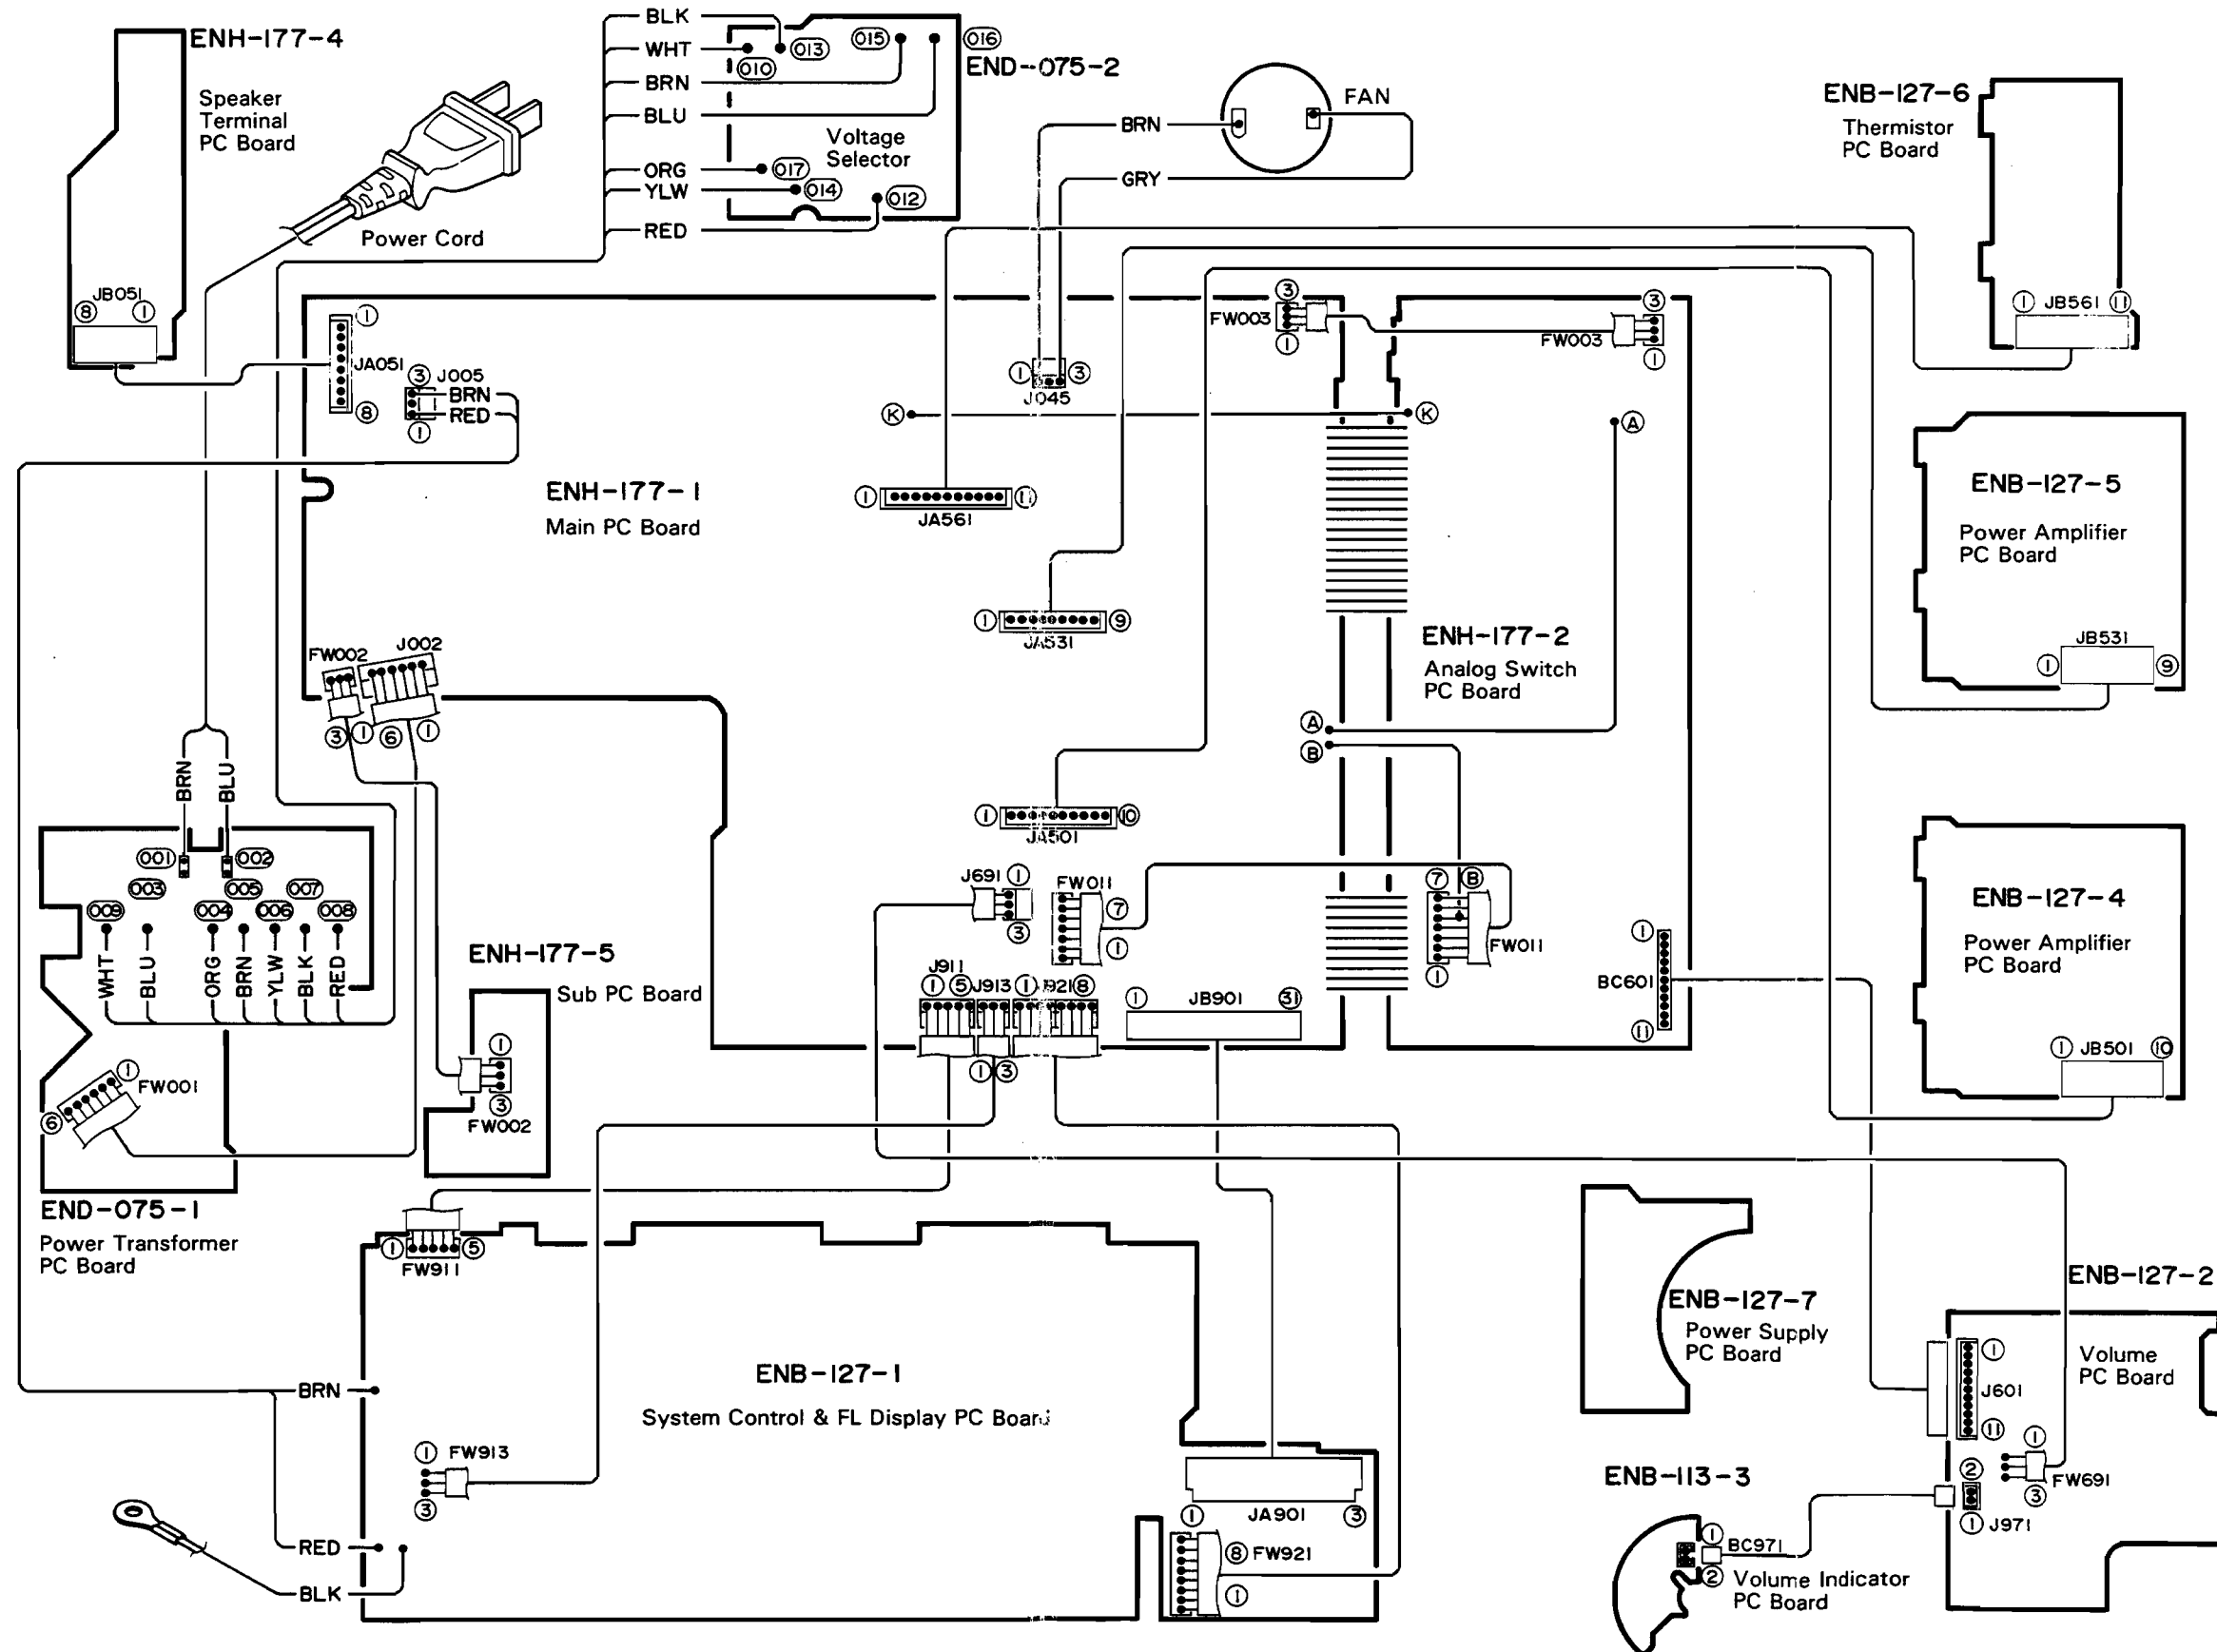 ENH-177-4
Speaker
Terminal
PC Board
JB051
8 1
Power Cord
BLK
WHT
BRN
BLU
ORG
YLW
RED
013
010
015
016
END-075-2
Voltage
Selector
017
014
012
FAN
BRN
GRY
ENB-127-6
Thermistor
PC Board
1 JB561 11
1
JA051
8
3 J005
BRN
RED
1
1 3
J045
3
FW003
1
3
FW003
1
K
K
A
ENH-177-1
Main PC Board
1 11
JA561
ENB-127-5
Power Amplifier
PC Board
JB531
1 9
1 9
JA531
ENH-177-2
Analog Switch
PC Board
FW002
J002
3 1 6 1
A
B
1 10
JA501
BRN
BLU
001
002
003
005
007
009
004
006
008
WHT
BLU
ORG
BRN
YLW
BLK
RED
1
FW001
6
END-075-1
Power Transformer
PC Board
ENH-177-5
Sub PC Board
1
3
FW002
J691 1
3
FW011
7
1
7 B
FW011
1
J911
1 5
J913
1 J921 8
1 3
1 JB901 31
1
BC601
11
ENB-127-4
Power Amplifier
PC Board
1 JB501 10
1 5
FW911
ENB-127-1
System Control & FL Display PC Board
BRN
1 FW913
3
RED
BLK
JA901
1 3
8 FW921
1
ENB-127-7
Power Supply
PC Board
ENB-127-2
Volume
PC Board
1
J601
11
1
FW691
3
2
1 J971
ENB-113-3
1
BC971
2
Volume Indicator
PC Board